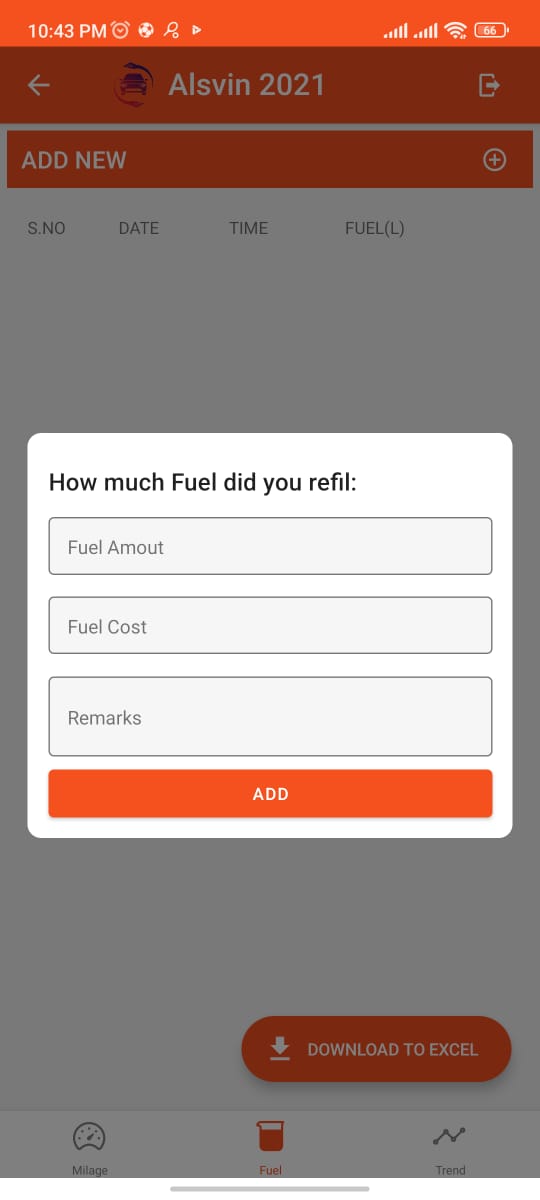 10:43 PM
66
Alsvin 2021
ADD NEW
S.NO DATE TIME FUEL(L)
How much Fuel did you refil:
Fuel Amout
Fuel Cost
Remarks
ADD
DOWNLOAD TO EXCEL
Milage Fuel Trend